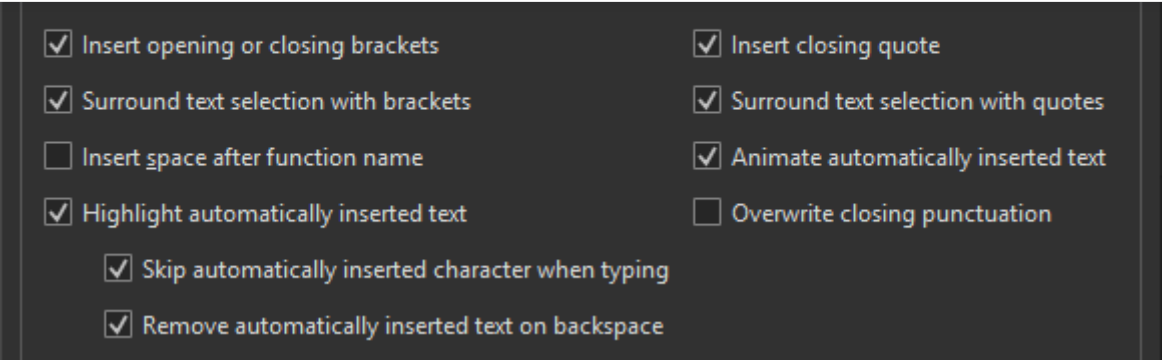 Insert opening or closing brackets
Insert closing quote
Surround text selection with brackets
Surround text selection with quotes
Insert space after function name
Animate automatically inserted text
Highlight automatically inserted text
Overwrite closing punctuation
Skip automatically inserted character when typing
Remove automatically inserted text on backspace